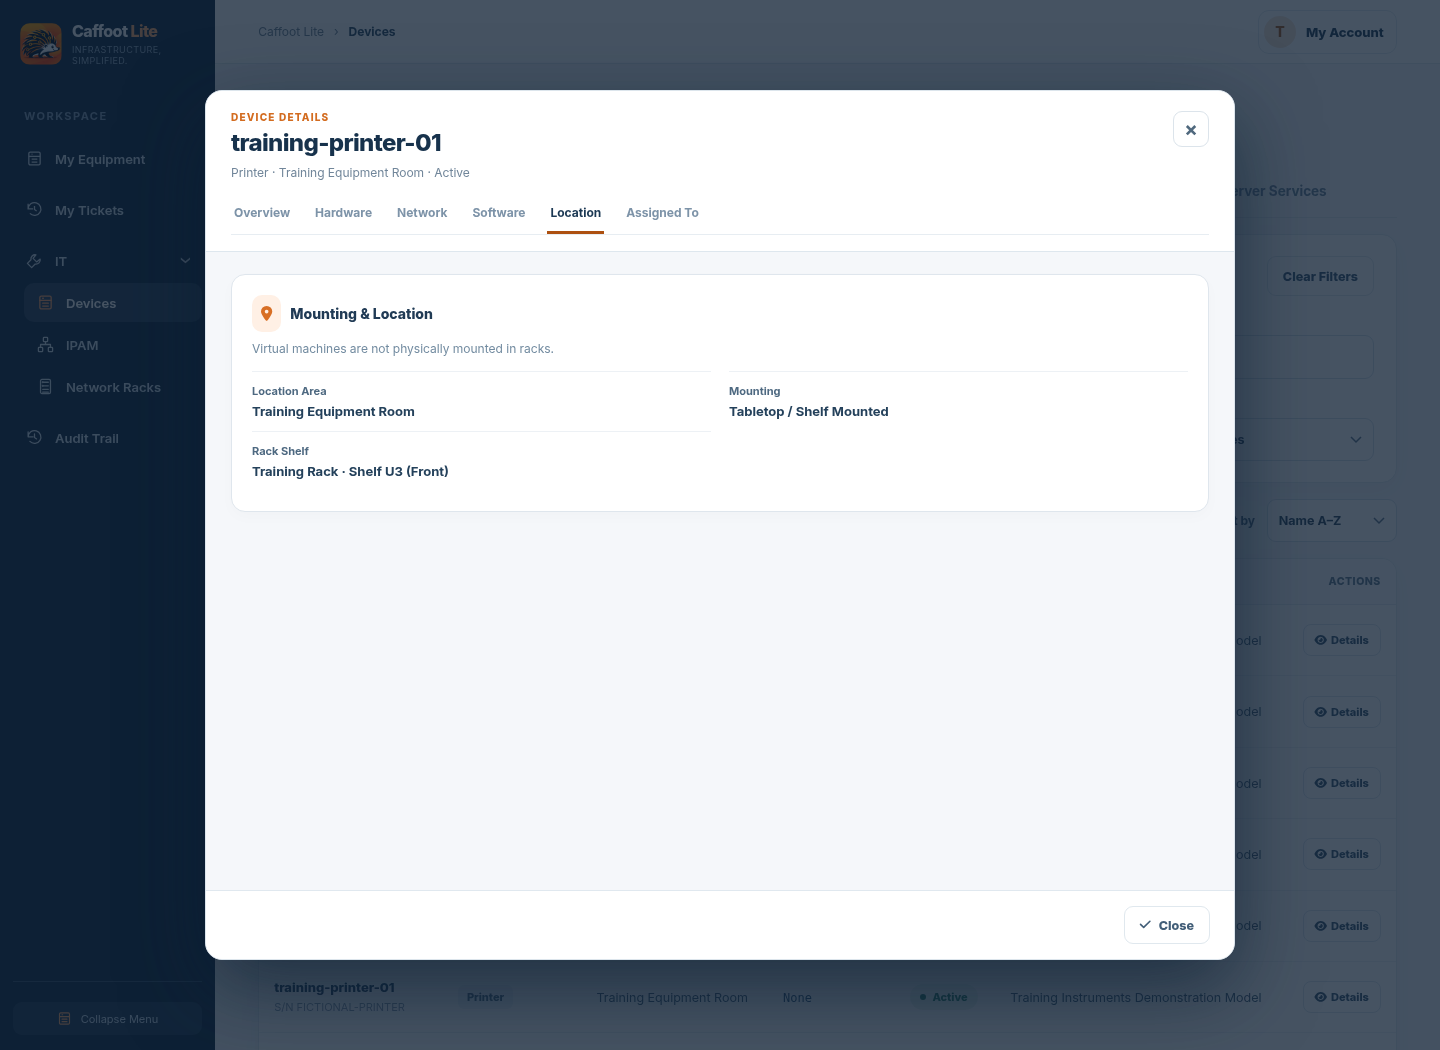 Caffoot Lite
INFRASTRUCTURE,
SIMPLIFIED.
Caffoot Lite › Devices
T My Account
WORKSPACE
My Equipment
My Tickets
IT
Devices
IPAM
Network Racks
Audit Trail
Collapse Menu
DEVICE DETAILS
training-printer-01
Printer · Training Equipment Room · Active
Overview Hardware Network Software Location Assigned To
Mounting & Location
Virtual machines are not physically mounted in racks.
Location Area
Training Equipment Room
Mounting
Tabletop / Shelf Mounted
Rack Shelf
Training Rack · Shelf U3 (Front)
Close
Services
Clear Filters
by Name A–Z
ACTIONS
Details
Details
Details
Details
Details
training-printer-01
S/N FICTIONAL-PRINTER
Printer Training Equipment Room None Active Training Instruments Demonstration Model Details